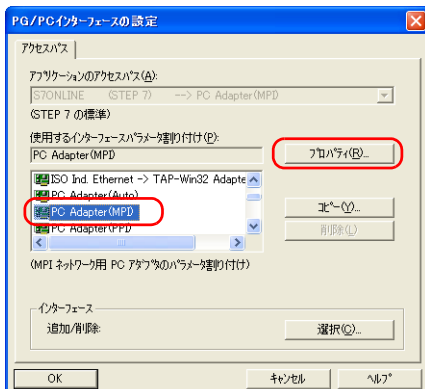 PG/PCインターフェースの設定
アクセスパス
アプリケーションのアクセスパス(A):
S7ONLINE (STEP 7) --> PC Adapter(MPI)
(STEP 7 の標準)
使用するインターフェースパラメータ割り付け(P):
PC Adapter(MPI)
プロパティ(R)...
ISO Ind. Ethernet -> TAP-Win32 Adapte
PC Adapter(Auto)
PC Adapter(MPI)
PC Adapter(PPI)
コピー(Y)...
削除(L)
(MPI ネットワーク用 PC アダプタのパラメータ割り付け)
インターフェース
追加/削除:
選択(C)...
OK
キャンセル
ヘルプ